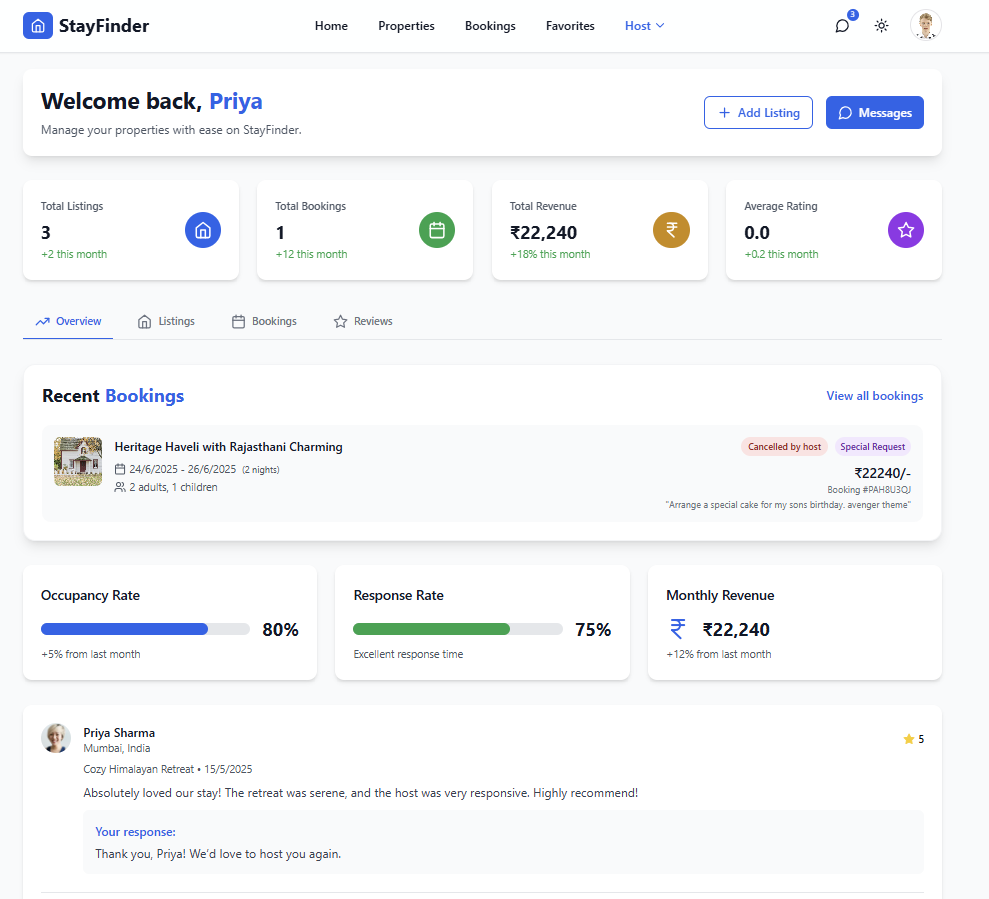 StayFinder
Home Properties Bookings Favorites Host
3
Welcome back, Priya
Manage your properties with ease on StayFinder.
Add Listing
Messages
Total Listings
3
+2 this month
Total Bookings
1
+12 this month
Total Revenue
₹22,240
+18% this month
Average Rating
0.0
+0.2 this month
Overview Listings Bookings Reviews
Recent Bookings
View all bookings
Heritage Haveli with Rajasthani Charming
24/6/2025 - 26/6/2025 (2 nights)
2 adults, 1 children
Cancelled by host Special Request
₹22240/-
Booking #PAH8U3QJ
"Arrange a special cake for my sons birthday. avenger theme"
Occupancy Rate
80%
+5% from last month
Response Rate
75%
Excellent response time
Monthly Revenue
₹ ₹22,240
+12% from last month
Priya Sharma
Mumbai, India
5
Cozy Himalayan Retreat • 15/5/2025
Absolutely loved our stay! The retreat was serene, and the host was very responsive. Highly recommend!
Your response:
Thank you, Priya! We’d love to host you again.